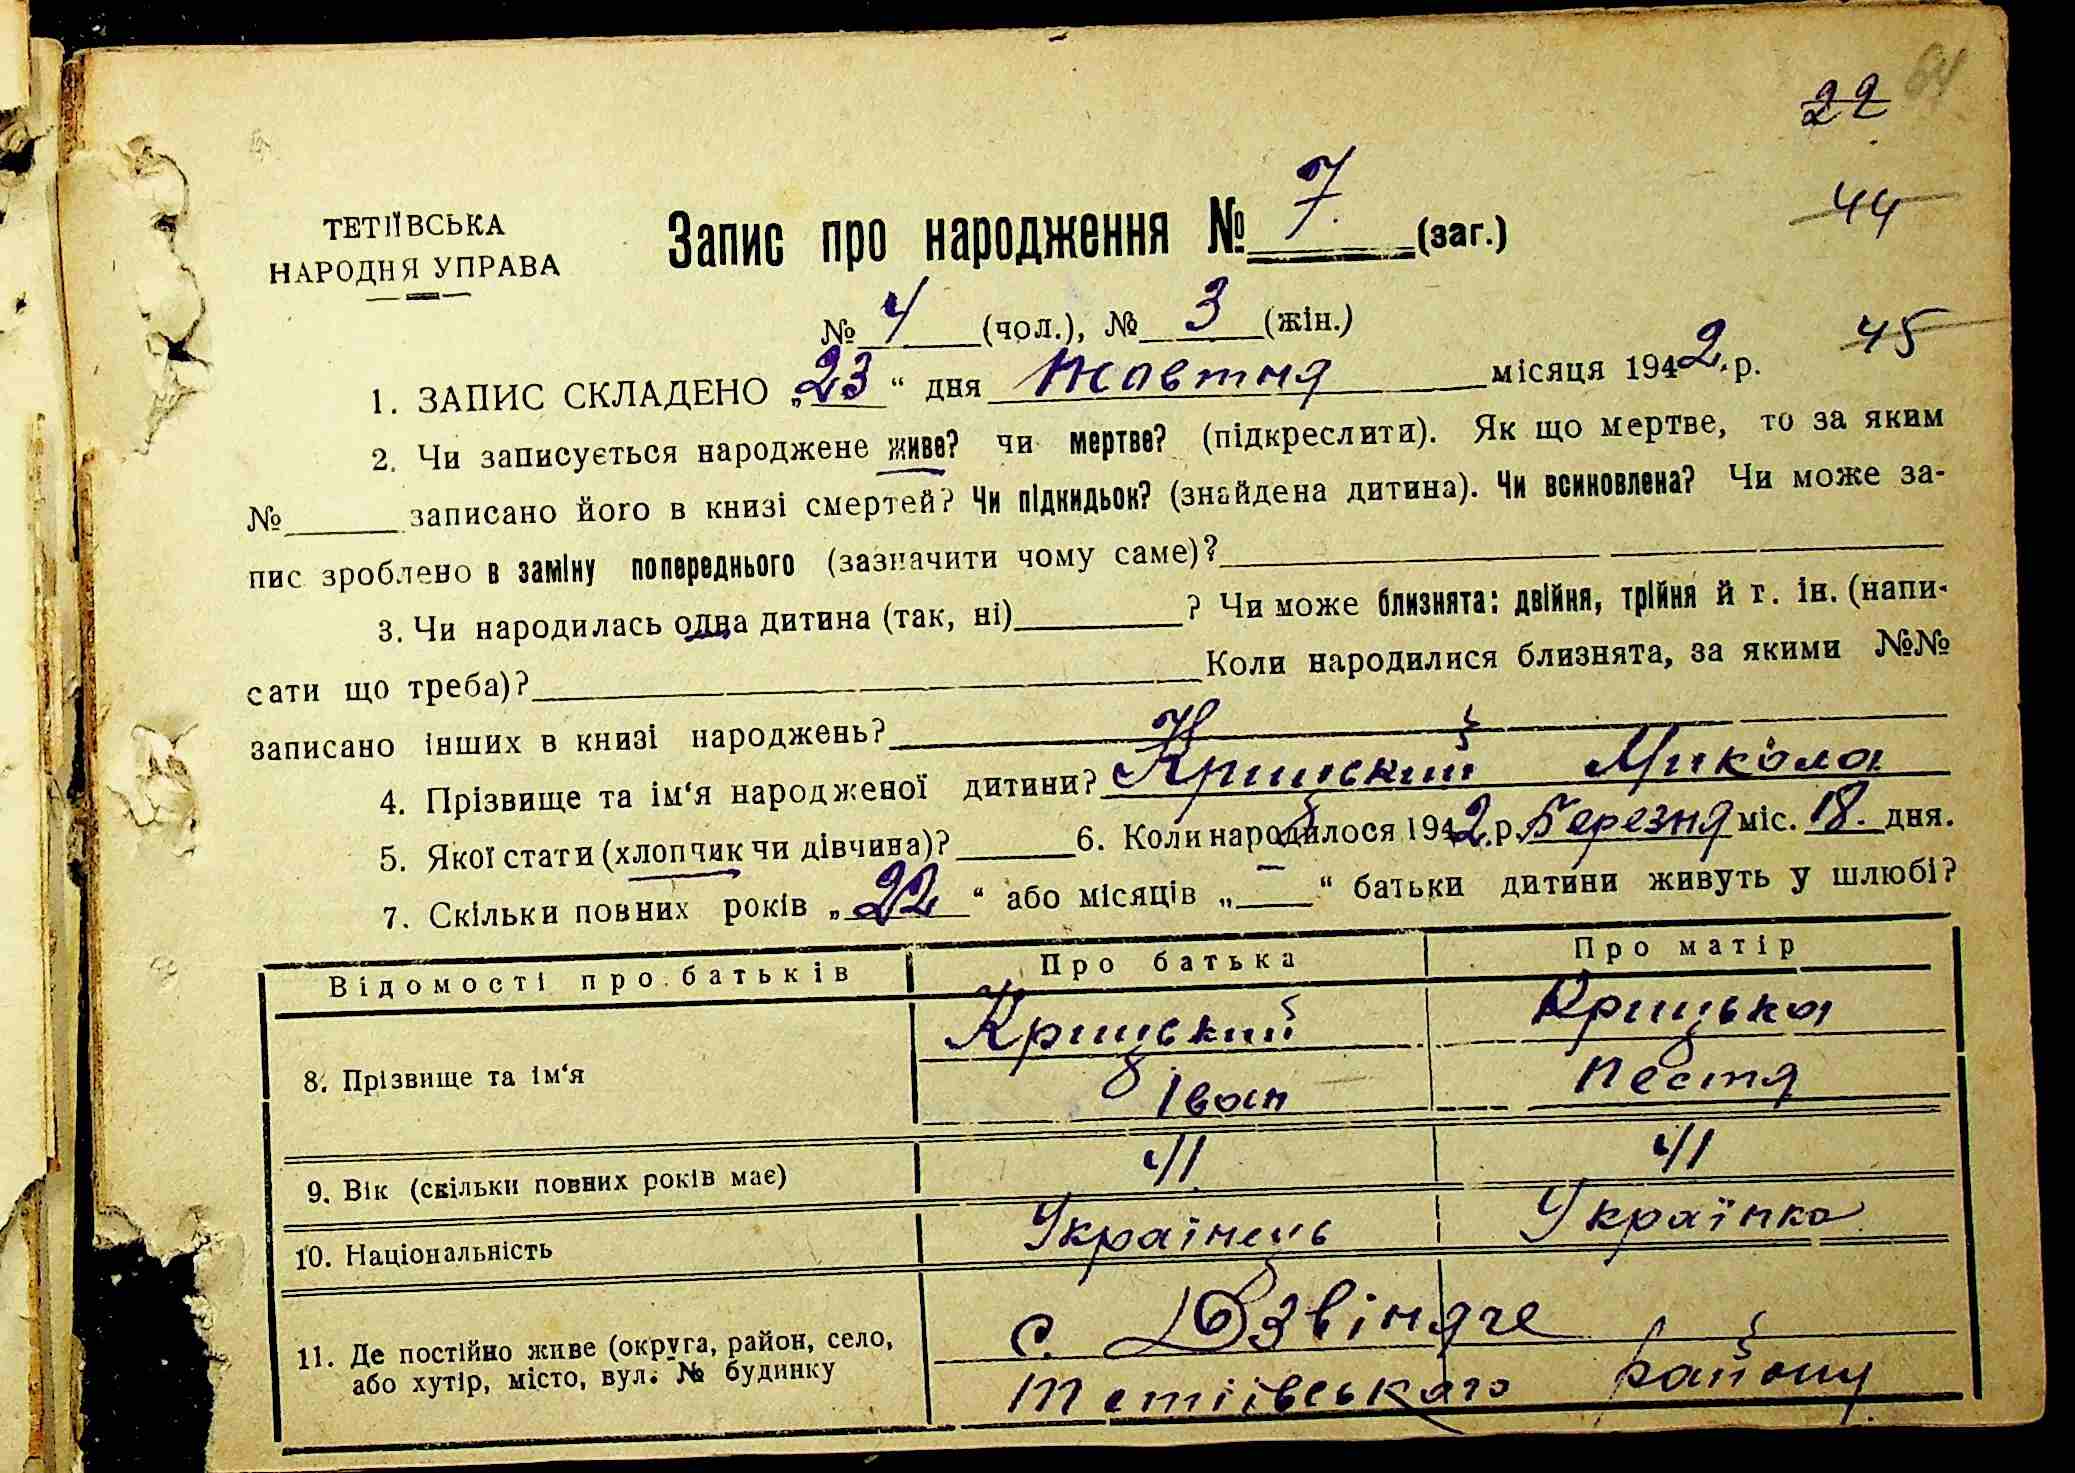 64
22
44
ТЕТІЇВСЬКА
НАРОДНЯ УПРАВА
Запис про народження № 7. (заг.)
№ 4 (чол.), № 3 (жін.)
45
1. ЗАПИС СКЛАДЕНО „23“ дня Жовтня місяця 1942. р.
2. Чи записується народжене живе? чи мертве? (підкреслити). Як що мертве, то за яким
№ записано його в книзі смертей? Чи підкидьок? (знайдена дитина). Чи всиновлена? Чи може за-
пис зроблено в заміну попереднього (зазначити чому саме)?
3. Чи народилась одна дитина (так, ні) ? Чи може близнята: двійня, трійня й т. ін. (напи-
сати що треба)? Коли народилися близнята, за якими №№
записано інших в книзі народжень?
4. Прізвище та ім‘я народженої дитини? Крицький Микола
5. Якої стати (хлопчик чи дівчина)? 6. Коли народилося 1942. р. Березня міс. 18. дня.
7. Скільки повних років „22“ або місяців „—“ батьки дитини живуть у шлюбі?
Відомості про батьків Про батька Про матір
8. Прізвище та ім‘я Крицький Іван Крицька Пестя
9. Вік (скільки повних років має) 41 41
10. Національність Українець Українка
11. Де постійно живе (округа, район, село,
або хутір, місто, вул. № будинку
с. Дзвіняче
Тетіївського району